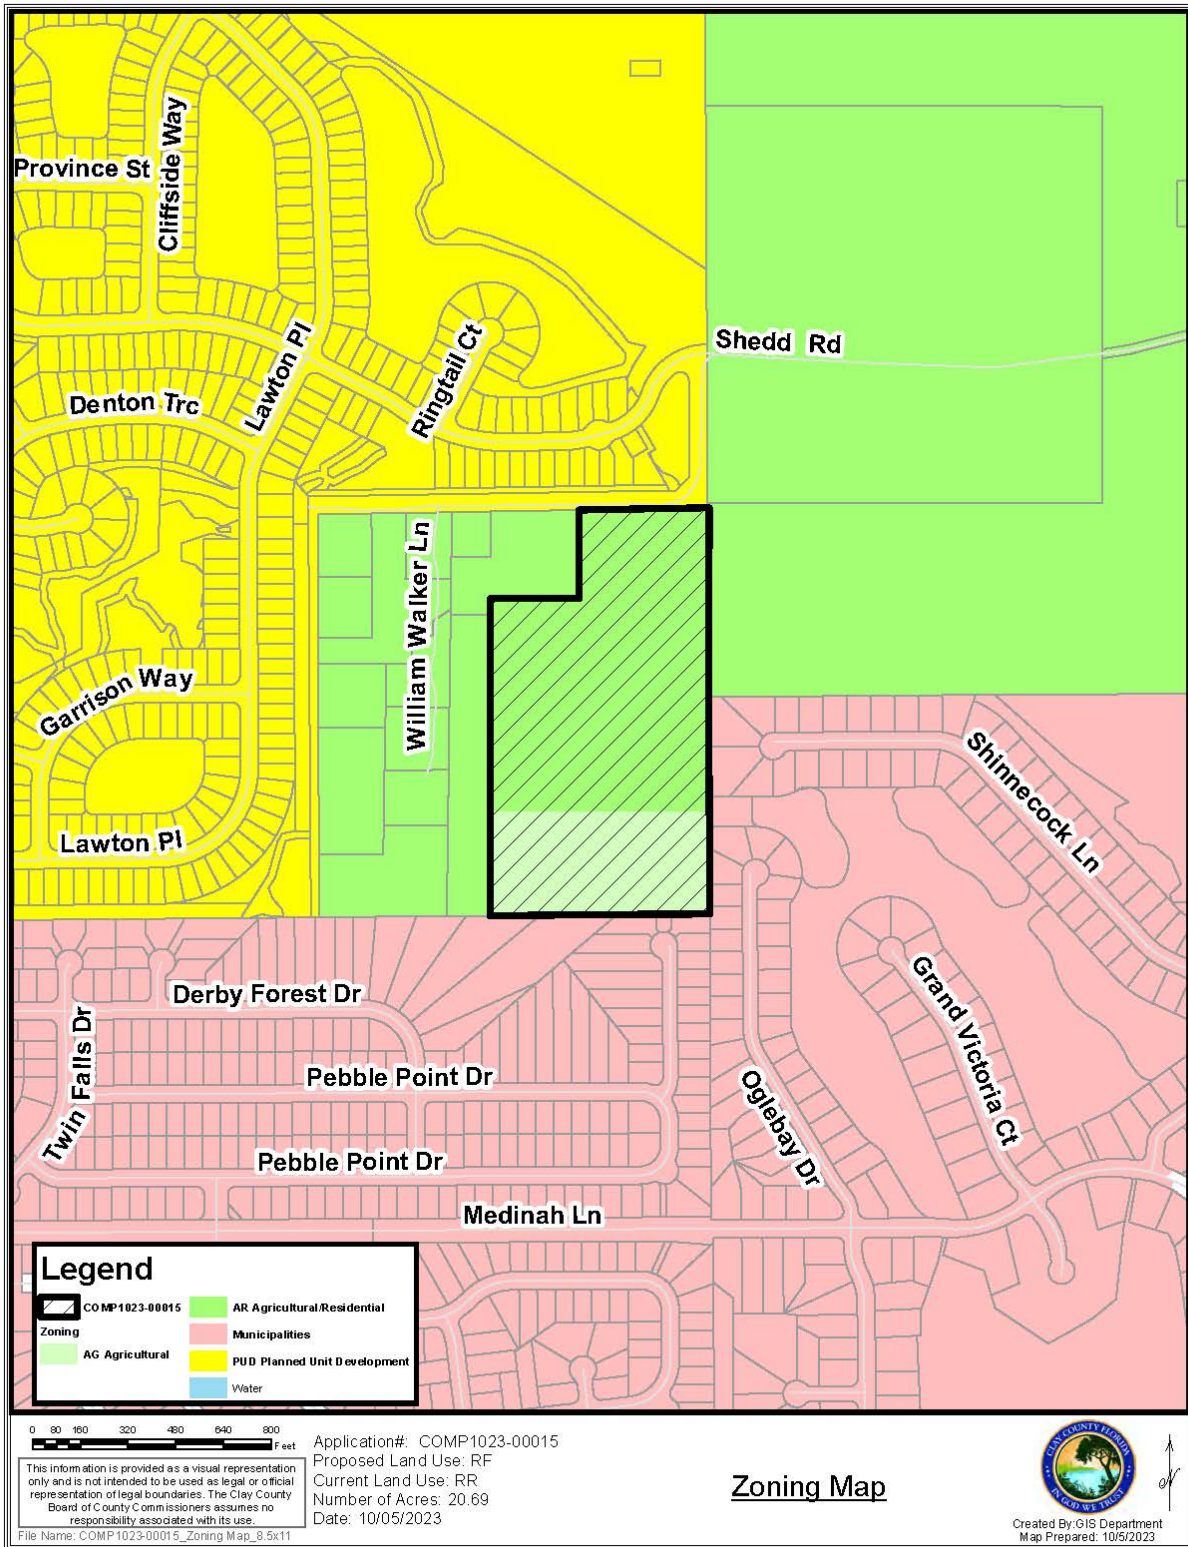 Province St
Cliffside Way
Lawton Pl
Ringtail Ct
Shedd Rd
Denton Trc
William Walker Ln
Garrison Way
Lawton Pl
Shinnecock Ln
Grand Victoria Ct
Derby Forest Dr
Twin Falls Dr
Pebble Point Dr
Oglebay Dr
Pebble Point Dr
Medinah Ln
Legend
COMP1023-00015
Zoning
AG Agricultural
AR Agricultural/Residential
Municipalities
PUD Planned Unit Development
Water
0 80 160 320 480 640 800
Feet
This information is provided as a visual representation
only and is not intended to be used as legal or official
representation of legal boundaries. The Clay County
Board of County Commissioners assumes no
responsibility associated with its use.
File Name: COMP1023-00015_Zoning Map_8.5x11
Application#: COMP1023-00015
Proposed Land Use: RF
Current Land Use: RR
Number of Acres: 20.69
Date: 10/05/2023
Zoning Map
CLAY COUNTY FLORIDA
IN GOD WE TRUST
N
Created By:GIS Department
Map Prepared: 10/5/2023